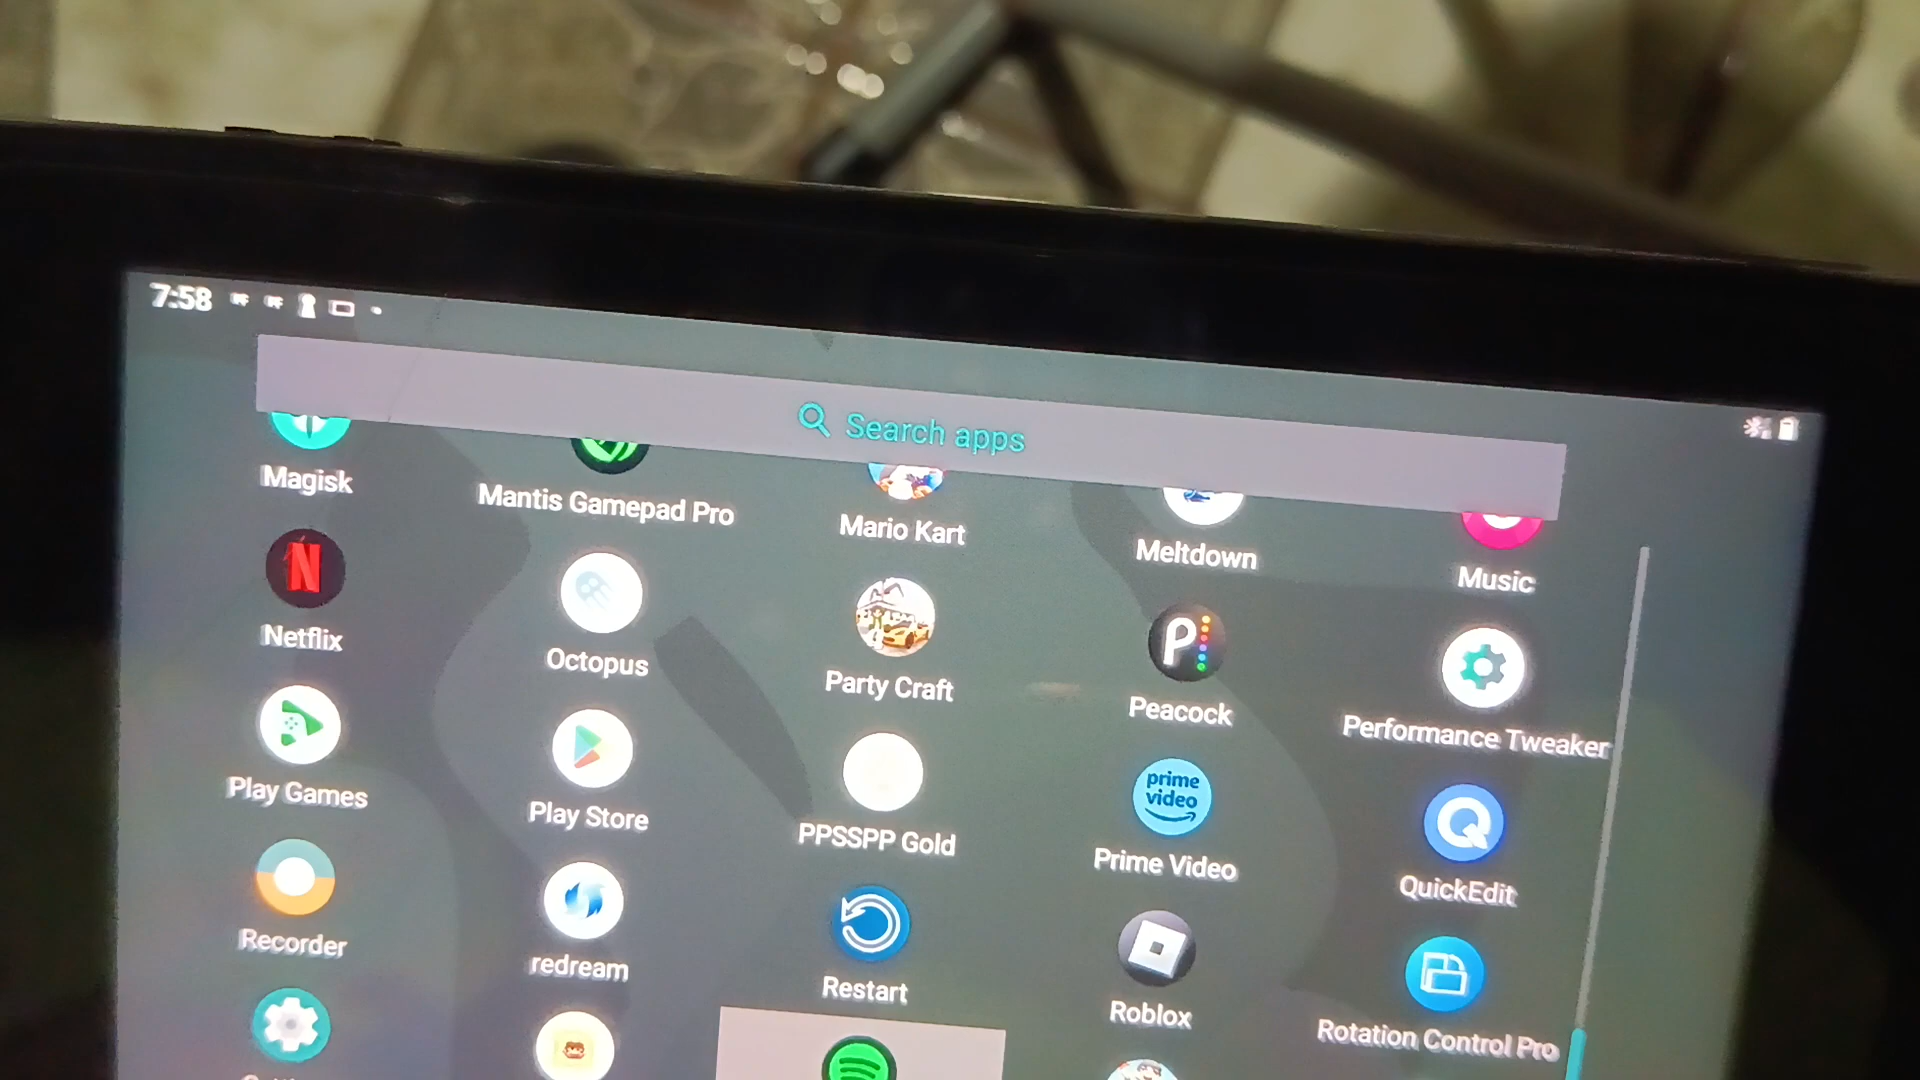 7:58
Search apps
Magisk
Mantis Gamepad Pro
Mario Kart
Meltdown
Music
N
Netflix
Octopus
Party Craft
P
Peacock
Performance Tweaker
Play Games
Play Store
PPSSPP Gold
prime
video
Prime Video
QuickEdit
Recorder
redream
Restart
Roblox
Rotation Control Pro